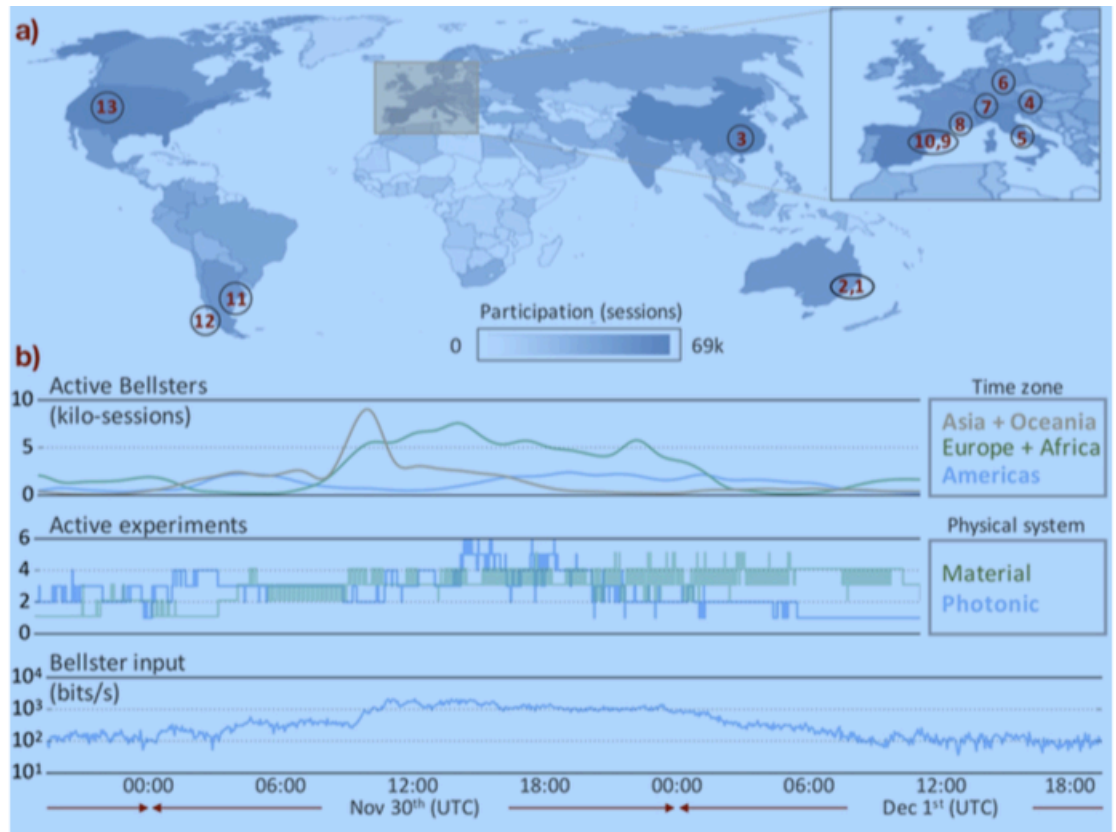 a)
13
3
6
7
4
8
10,9
5
2,1
11
12
Participation (sessions)
0
69k
b)
Active Bellsters
(kilo-sessions)
10
5
0
Time zone
Asia + Oceania
Europe + Africa
Americas
Active experiments
6
4
2
0
Physical system
Material
Photonic
Bellster input
(bits/s)
10⁴
10³
10²
10¹
00:00 06:00 12:00 18:00 00:00 06:00 12:00 18:00
Nov 30th (UTC) Dec 1st (UTC)